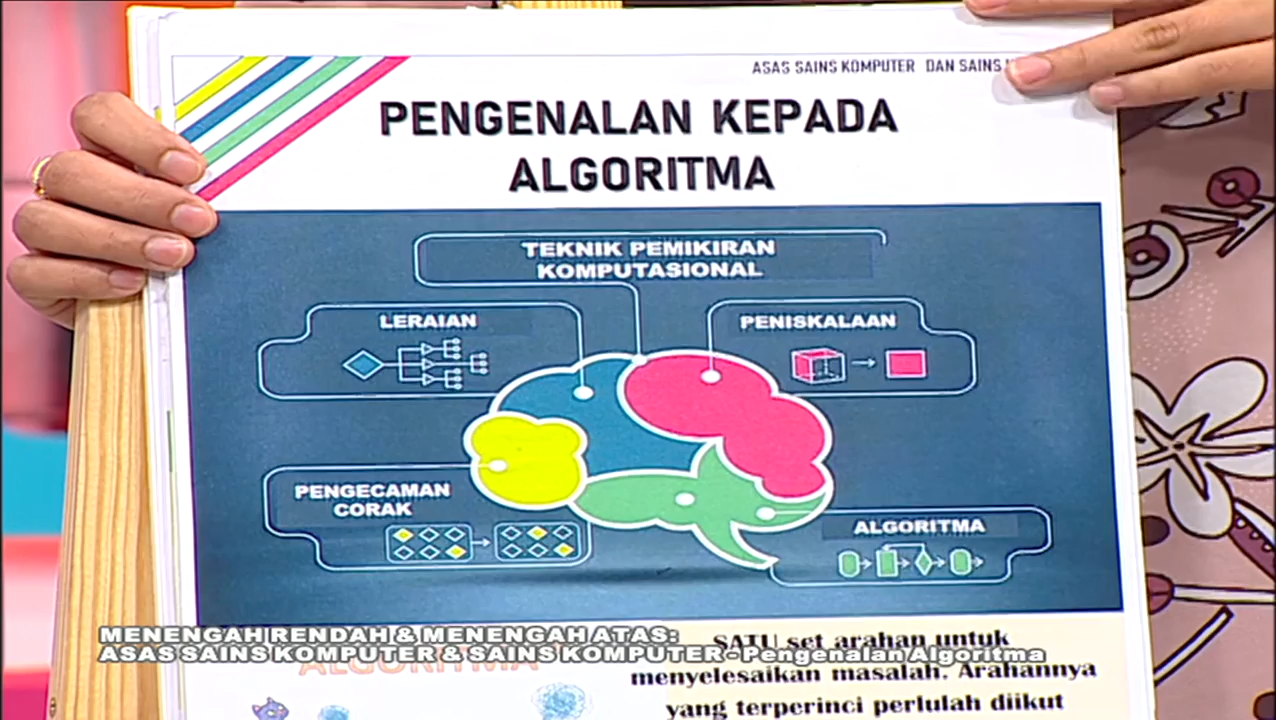 ASAS SAINS KOMPUTER DAN SAINS
PENGENALAN KEPADA
ALGORITMA
TEKNIK PEMIKIRAN
KOMPUTASIONAL
LERAIAN
PENISKALAAN
PENGECAMAN
CORAK
ALGORITMA
ALGORITMA
SATU set arahan untuk
menyelesaikan masalah. Arahannya
yang terperinci perlulah diikut
MENENGAH RENDAH & MENENGAH ATAS:
ASAS SAINS KOMPUTER & SAINS KOMPUTER - Pengenalan Algoritma